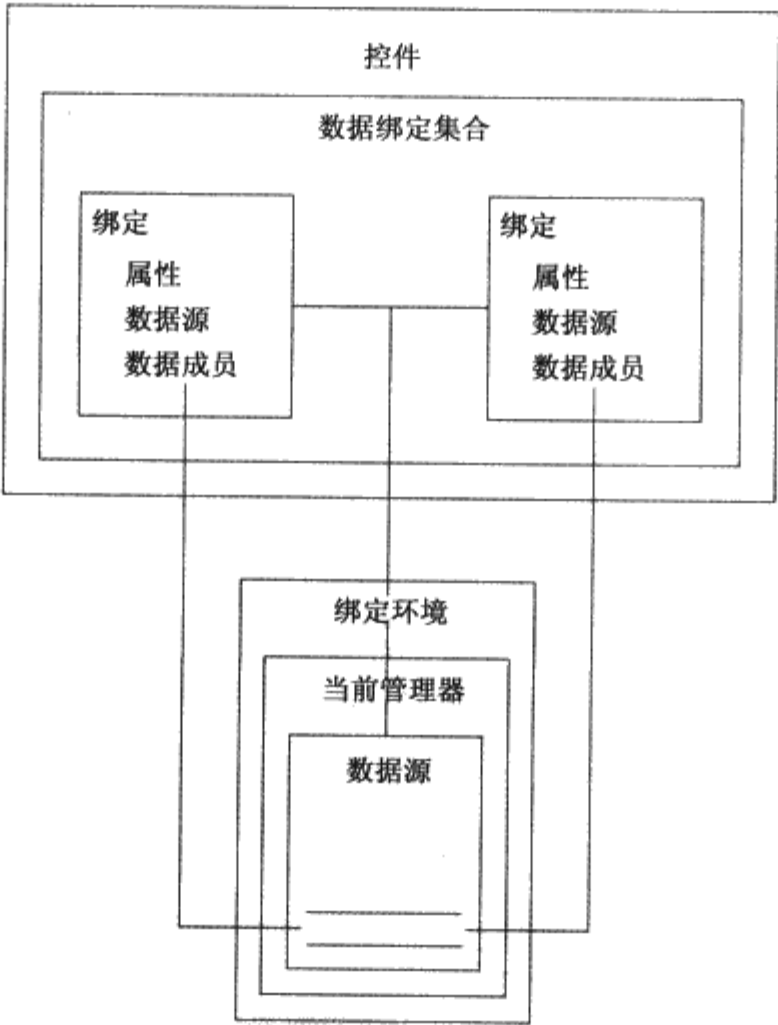 控件
数据绑定集合
绑定
属性
数据源
数据成员
绑定
属性
数据源
数据成员
绑定环境
当前管理器
数据源